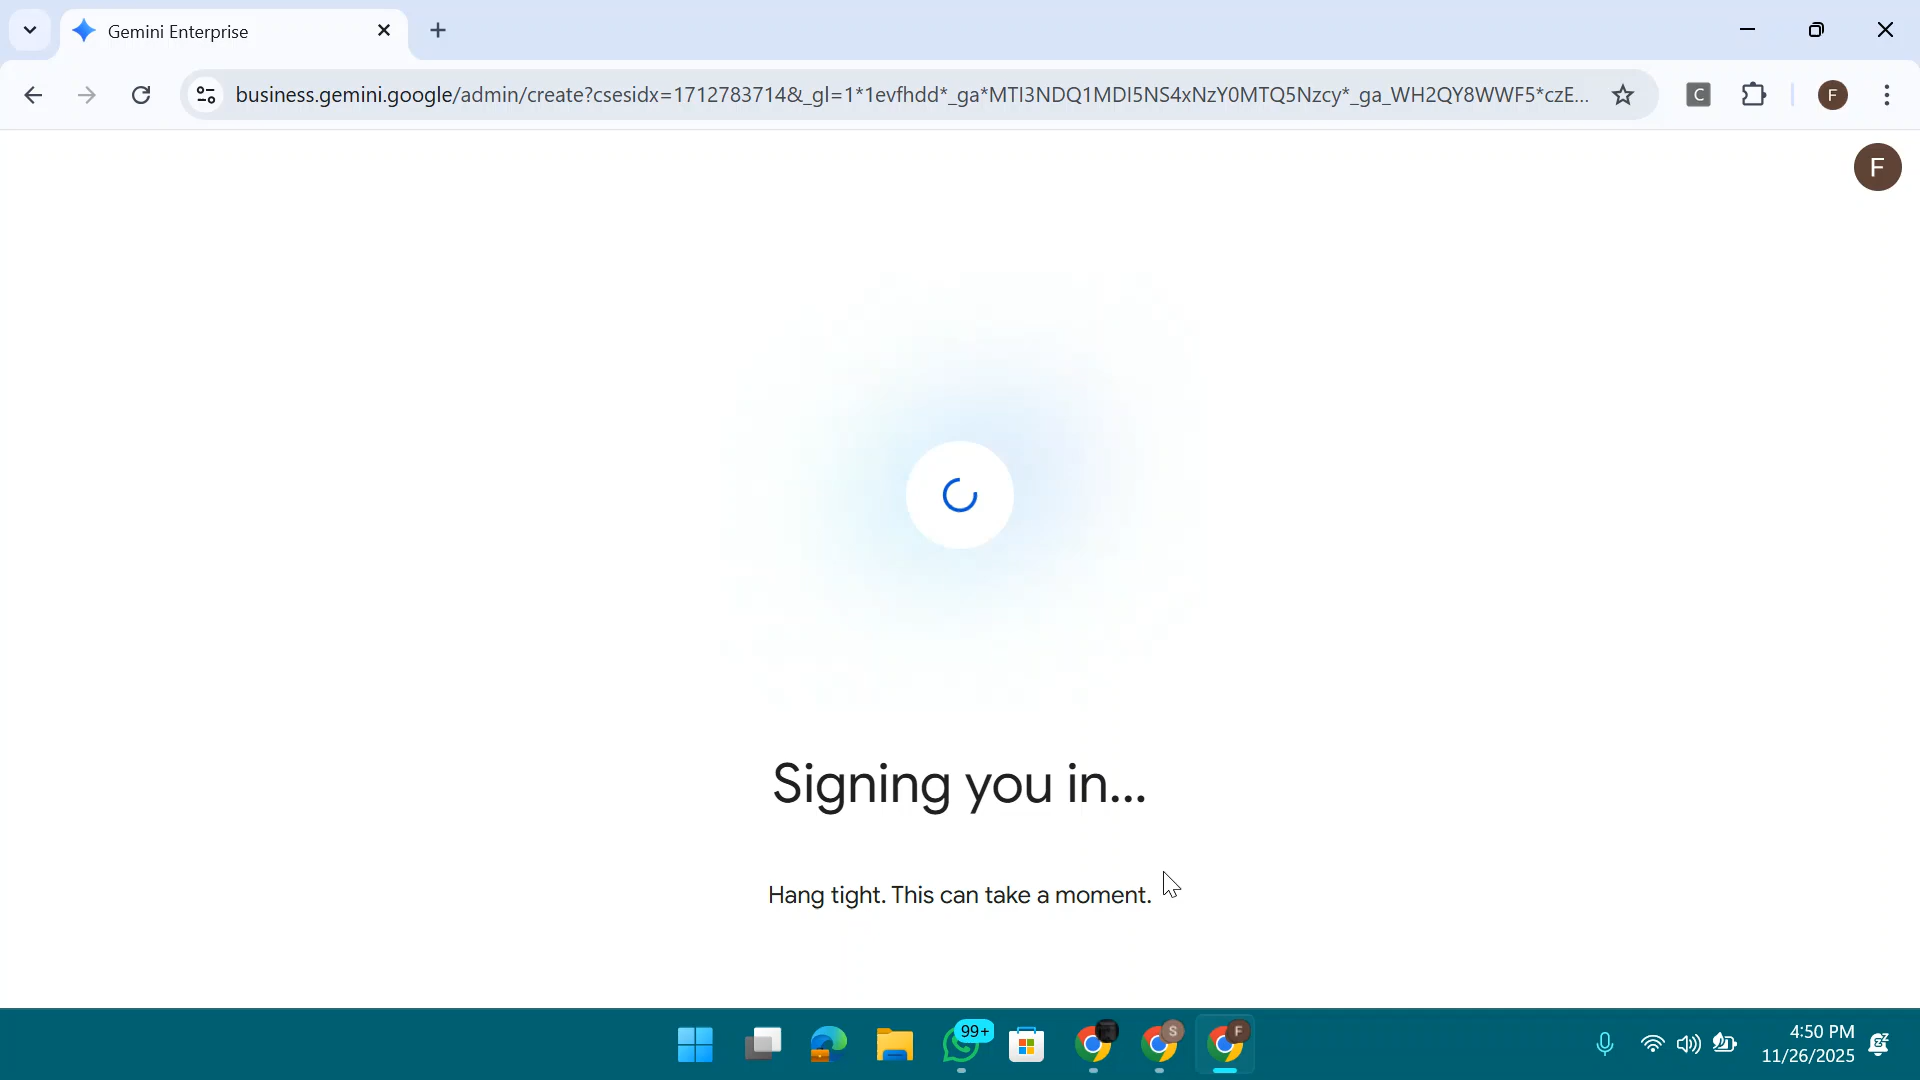 Gemini Enterprise
business.gemini.google/admin/create?csesidx=1712783714&_gl=1*1evfhdd*_ga*MTI3NDQ1MDI5NS4xNzY0MTQ5Nzcy*_ga_WH2QY8WWF5*czE...
C
F
F
Signing you in...
Hang tight. This can take a moment.
99+
S
F
4:50 PM
11/26/2025